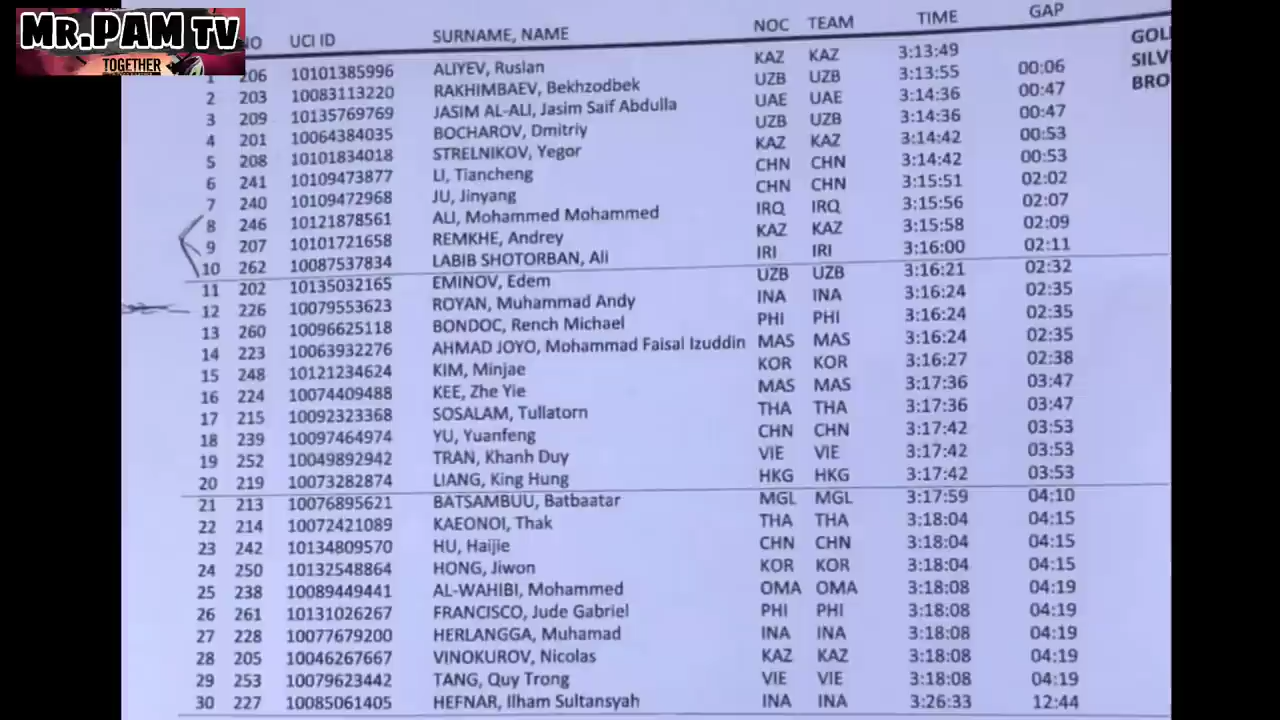 MR.PAM TV
TOGETHER
UCI ID SURNAME, NAME NOC TEAM TIME GAP
1 206 10101385996 ALIYEV, Ruslan KAZ KAZ 3:13:49
2 203 10083113220 RAKHIMBAEV, Bekhzodbek UZB UZB 3:13:55 00:06
3 209 10135769769 JASIM AL-ALI, Jasim Saif Abdulla UAE UAE 3:14:36 00:47
4 201 10064384035 BOCHAROV, Dmitriy UZB UZB 3:14:36 00:47
5 208 10101834018 STRELNIKOV, Yegor KAZ KAZ 3:14:42 00:53
6 241 10109473877 LI, Tiancheng CHN CHN 3:14:42 00:53
7 240 10109472968 JU, Jinyang CHN CHN 3:15:51 02:02
8 246 10121878561 ALI, Mohammed Mohammed IRQ IRQ 3:15:56 02:07
9 207 10101721658 REMKHE, Andrey KAZ KAZ 3:15:58 02:09
10 262 10087537834 LABIB SHOTORBAN, Ali IRI IRI 3:16:00 02:11
11 202 10135032165 EMINOV, Edem UZB UZB 3:16:21 02:32
12 226 10079553623 ROYAN, Muhammad Andy INA INA 3:16:24 02:35
13 260 10096625118 BONDOC, Rench Michael PHI PHI 3:16:24 02:35
14 223 10063932276 AHMAD JOYO, Mohammad Faisal Izuddin MAS MAS 3:16:24 02:35
15 248 10121234624 KIM, Minjae KOR KOR 3:16:27 02:38
16 224 10074409488 KEE, Zhe Yie MAS MAS 3:17:36 03:47
17 215 10092323368 SOSALAM, Tullatorn THA THA 3:17:36 03:47
18 239 10097464974 YU, Yuanfeng CHN CHN 3:17:42 03:53
19 252 10049892942 TRAN, Khanh Duy VIE VIE 3:17:42 03:53
20 219 10073282874 LIANG, King Hung HKG HKG 3:17:42 03:53
21 213 10076895621 BATSAMBUU, Batbaatar MGL MGL 3:17:59 04:10
22 214 10072421089 KAEONOI, Thak THA THA 3:18:04 04:15
23 242 10134809570 HU, Haijie CHN CHN 3:18:04 04:15
24 250 10132548864 HONG, Jiwon KOR KOR 3:18:04 04:15
25 238 10089449441 AL-WAHIBI, Mohammed OMA OMA 3:18:08 04:19
26 261 10131026267 FRANCISCO, Jude Gabriel PHI PHI 3:18:08 04:19
27 228 10077679200 HERLANGGA, Muhamad INA INA 3:18:08 04:19
28 205 10046267667 VINOKUROV, Nicolas KAZ KAZ 3:18:08 04:19
29 253 10079623442 TANG, Quy Trong VIE VIE 3:18:08 04:19
30 227 10085061405 HEFNAR, Ilham Sultansyah INA INA 3:26:33 12:44